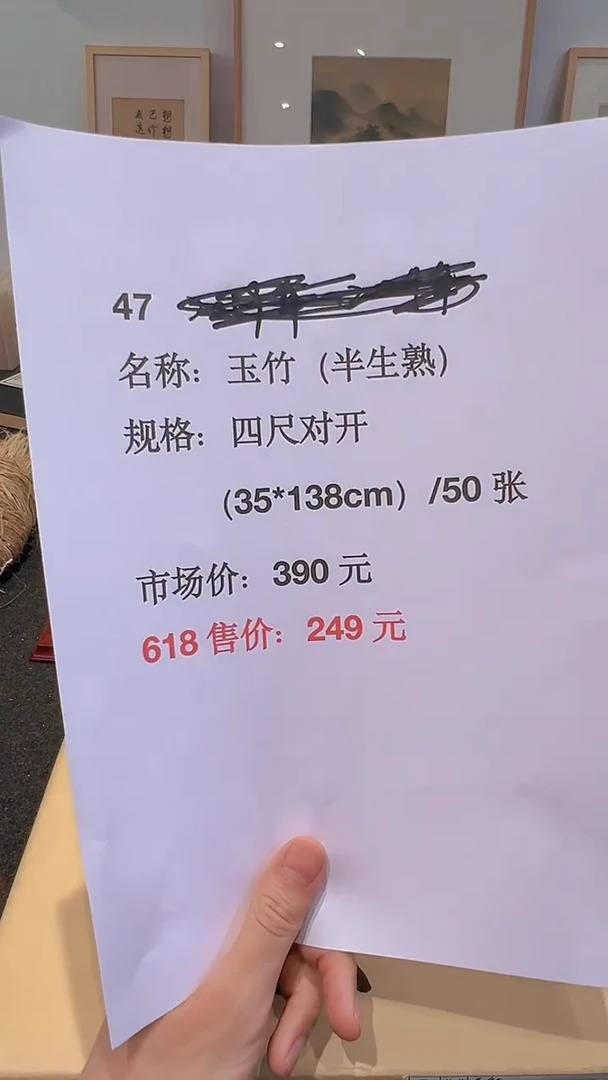 47
名称：玉竹（半生熟）
规格：四尺对开
(35*138cm）/50 张
市场价：390 元
618 售价：249 元